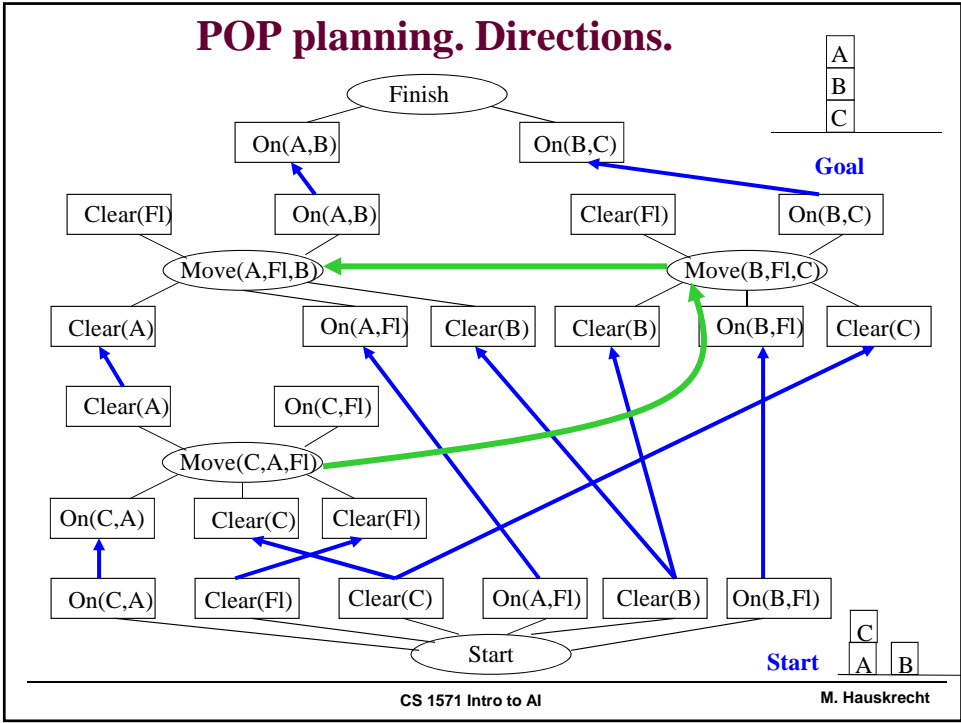 POP planning. Directions.
A
B
C
Finish
On(A,B) On(B,C)
Goal
Clear(Fl) On(A,B) Clear(Fl) On(B,C)
Move(A,Fl,B) Move(B,Fl,C)
Clear(A) On(A,Fl) Clear(B) Clear(B) On(B,Fl) Clear(C)
Clear(A) On(C,Fl)
Move(C,A,Fl)
On(C,A) Clear(C) Clear(Fl)
On(C,A) Clear(Fl) Clear(C) On(A,Fl) Clear(B) On(B,Fl)
C
Start Start A B
CS 1571 Intro to AI M. Hauskrecht